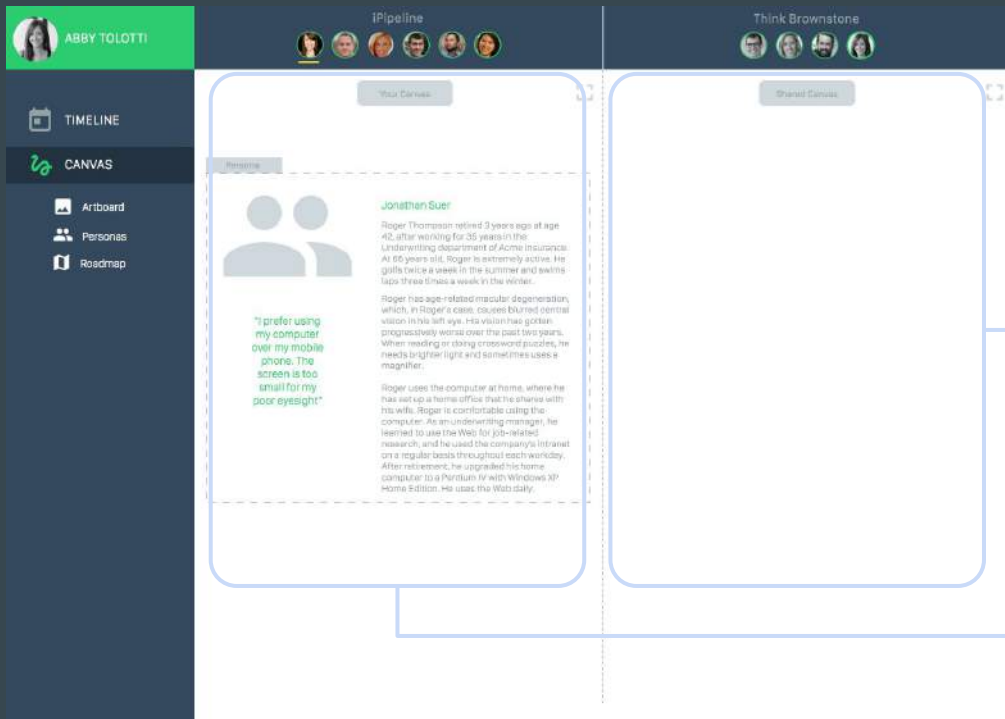 ABBY TOLOTTI
iPipeline
Think Brownstone
TIMELINE
CANVAS
Artboard
Personas
Roadmap
Your Canvas
Shared Canvas
Persona
Jonathan Suer
Roger Thompson retired 3 years ago at age
42, after working for 35 years in the
Underwriting department of Acme insurance.
At 65 years old, Roger is extremely active. He
golfs twice a week in the summer and swims
laps three times a week in the winter.
Roger has age-related macular degeneration,
which, in Roger's case, causes blurred central
vision in his left eye. His vision has gotten
progressively worse over the past two years.
When reading or doing crossword puzzles, he
needs brighter light and sometimes uses a
magnifier.
Roger uses the computer at home, where he
has set up a home office that he shares with
his wife. Roger is comfortable using the
computer. As an underwriting manager, he
learned to use the Web for job-related
research, and he used the company's intranet
on a regular basis throughout each workday.
After retirement, he upgraded his home
computer to a Pentium IV with Windows XP
Home Edition. He uses the Web daily.
"I prefer using
my computer
over my mobile
phone. The
screen is too
small for my
poor eyesight"